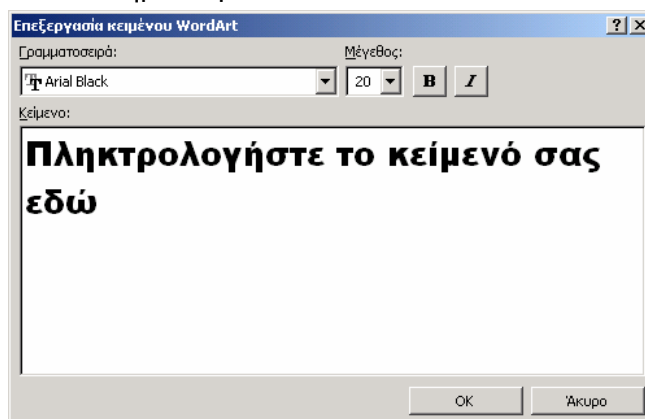 Επεξεργασία κειμένου WordArt
Γραμματοσειρά: Μέγεθος:
Arial Black 20 B I
Κείμενο:
Πληκτρολογήστε το κείμενό σας
εδώ
OK Άκυρο